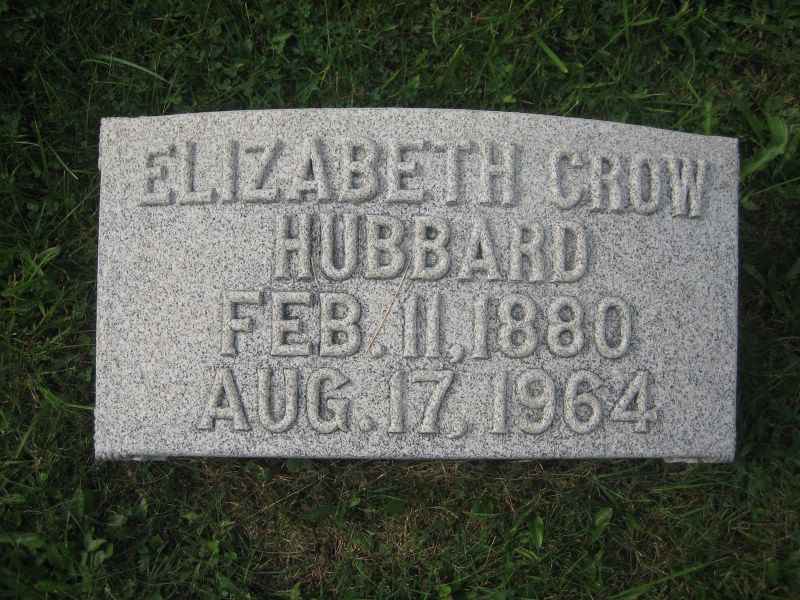 ELIZABETH CROW
HUBBARD
FEB. 11, 1880
AUG. 17, 1964